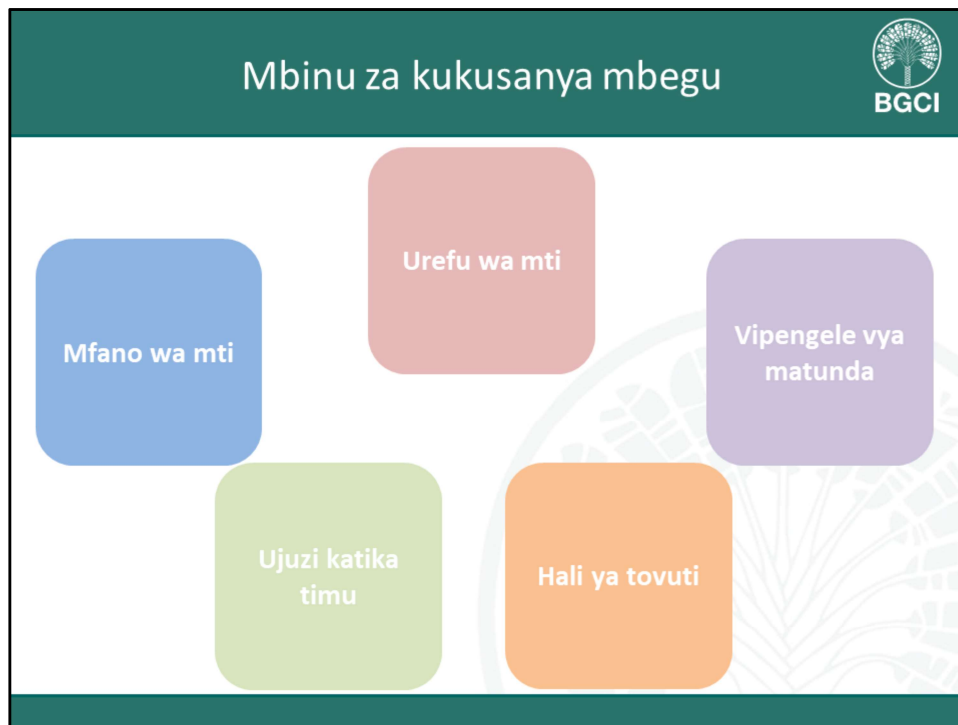 Mbinu za kukusanya mbegu
BGCI
Urefu wa mti
Mfano wa mti
Vipengele vya
matunda
Ujuzi katika
timu
Hali ya tovuti